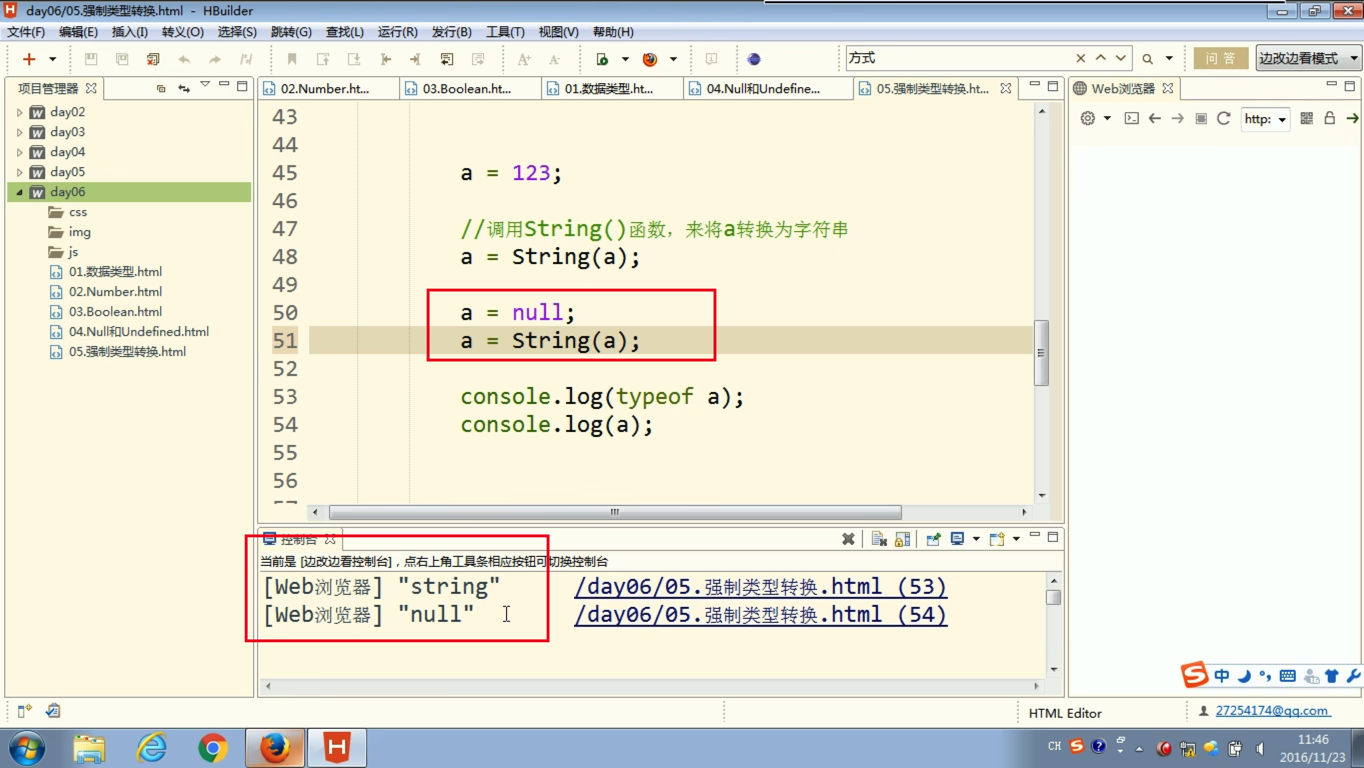 day06/05.强制类型转换.html - HBuilder
文件(F) 编辑(E) 插入(I) 转义(O) 选择(S) 跳转(G) 查找(L) 运行(R) 发行(B) 工具(T) 视图(V) 帮助(H)
方式
问 答
边改边看模式
项目管理器
02.Number.ht...
03.Boolean.ht...
01.数据类型.ht...
04.Null和Undefine...
05.强制类型转换.ht...
Web浏览器
http:
day02
day03
day04
day05
day06
css
img
js
01.数据类型.html
02.Number.html
03.Boolean.html
04.Null和Undefined.html
05.强制类型转换.html
43
44
45 a = 123;
46
47 //调用String()函数，来将a转换为字符串
48 a = String(a);
49
50 a = null;
51 a = String(a);
52
53 console.log(typeof a);
54 console.log(a);
55
56
控制台
当前是 [边改边看控制台]，点右上角工具条相应按钮可切换控制台
[Web浏览器] "string" /day06/05.强制类型转换.html (53)
[Web浏览器] "null" /day06/05.强制类型转换.html (54)
中
HTML Editor
27254174@qq.com
CH
11:46
2016/11/23